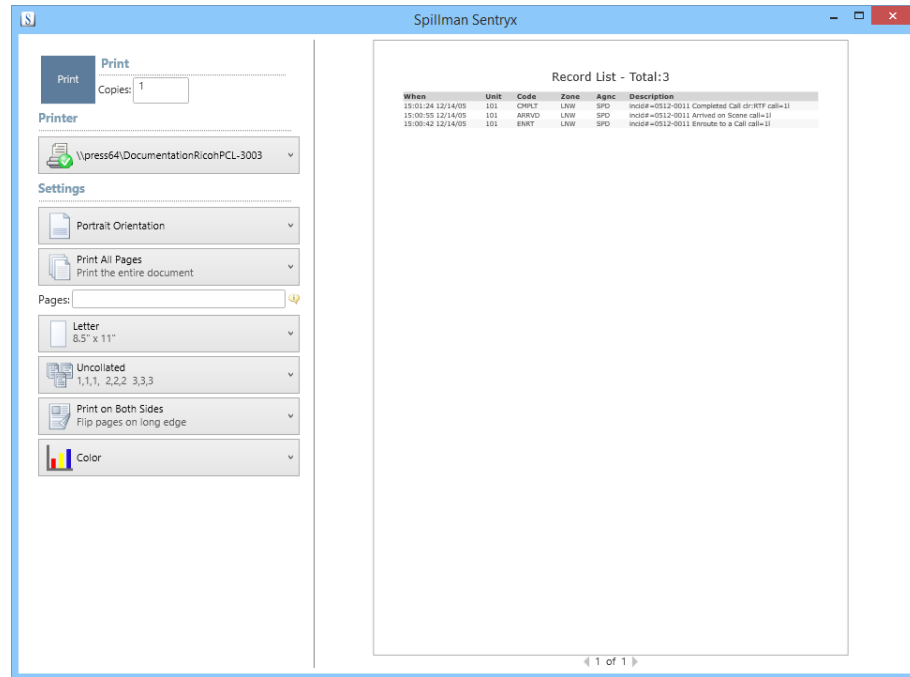 S
Spillman Sentryx
Print
Print
Copies: 1
Printer
\\press64\DocumentationRicohPCL-3003
Settings
Portrait Orientation
Print All Pages
Print the entire document
Pages:
Letter
8.5" x 11"
Uncollated
1,1,1, 2,2,2 3,3,3
Print on Both Sides
Flip pages on long edge
Color
Record List - Total:3
When Unit Code Zone Agnc Description
15:01:24 12/14/05 101 CMPLT LNW SPD incid#=0512-0011 Completed Call clr:RTF call=1l
15:00:55 12/14/05 101 ARRVD LNW SPD incid#=0512-0011 Arrived on Scene call=1l
15:00:42 12/14/05 101 ENRT LNW SPD incid#=0512-0011 Enroute to a Call call=1l
1 of 1